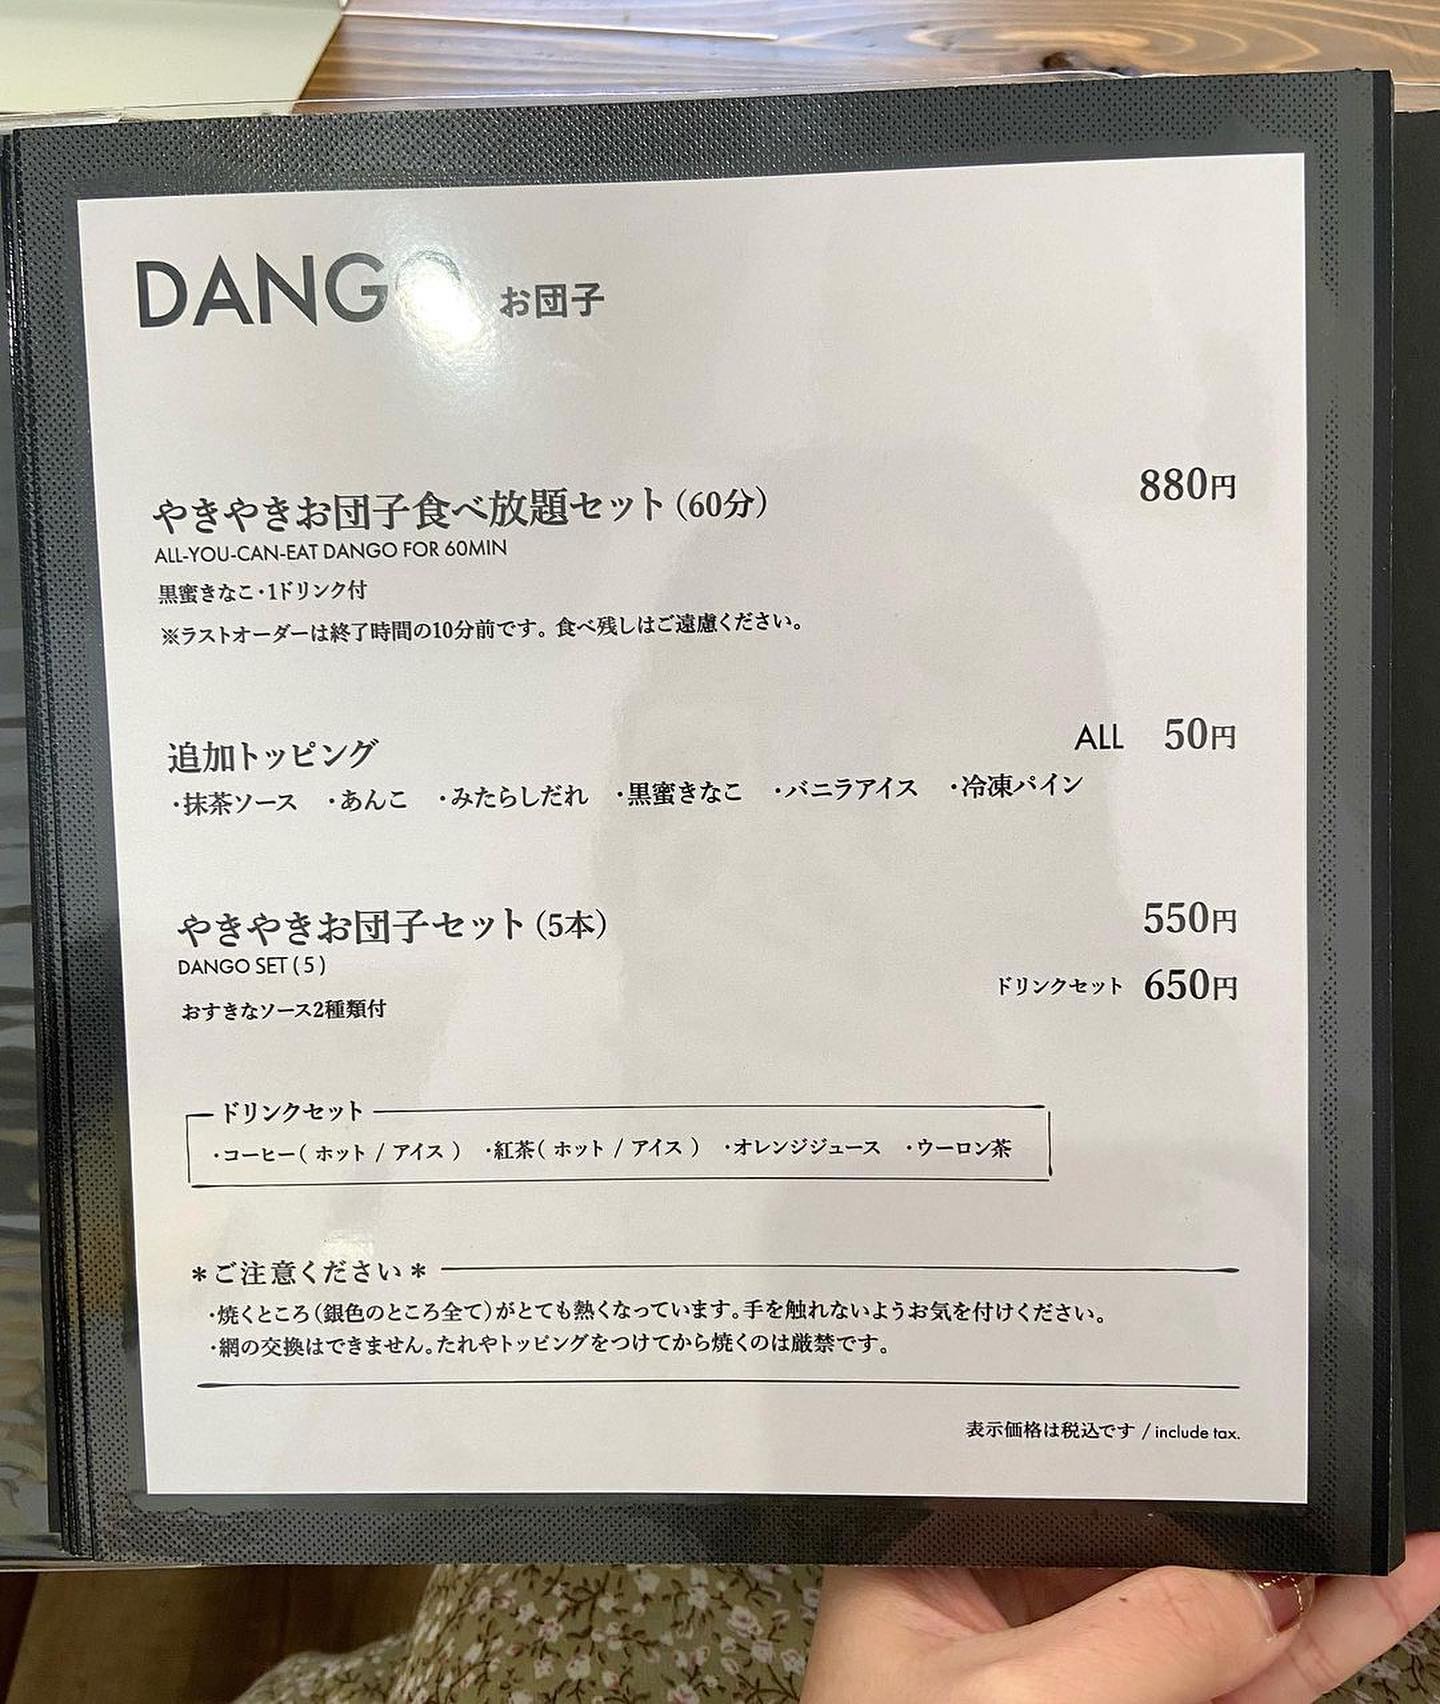 DANGO お団子
やきやきお団子食べ放題セット（60分） 880円
ALL-YOU-CAN-EAT DANGO FOR 60MIN
黒蜜きなこ・1ドリンク付
※ラストオーダーは終了時間の10分前です。食べ残しはご遠慮ください。
追加トッピング ALL 50円
・抹茶ソース ・あんこ ・みたらしだれ ・黒蜜きなこ ・バニラアイス ・冷凍パイン
やきやきお団子セット（5本） 550円
DANGO SET ( 5 )
ドリンクセット 650円
おすきなソース2種類付
ドリンクセット
・コーヒー（ ホット / アイス ） ・紅茶（ ホット / アイス ） ・オレンジジュース ・ウーロン茶
＊ご注意ください＊
・焼くところ（銀色のところ全て）がとても熱くなっています。手を触れないようお気を付けください。
・網の交換はできません。たれやトッピングをつけてから焼くのは厳禁です。
表示価格は税込です / include tax.